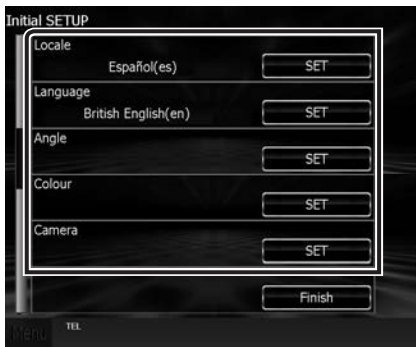 Initial SETUP
Locale
Español(es)
SET
Language
British English(en)
SET
Angle
SET
Colour
SET
Camera
SET
Finish
Menu
TEL